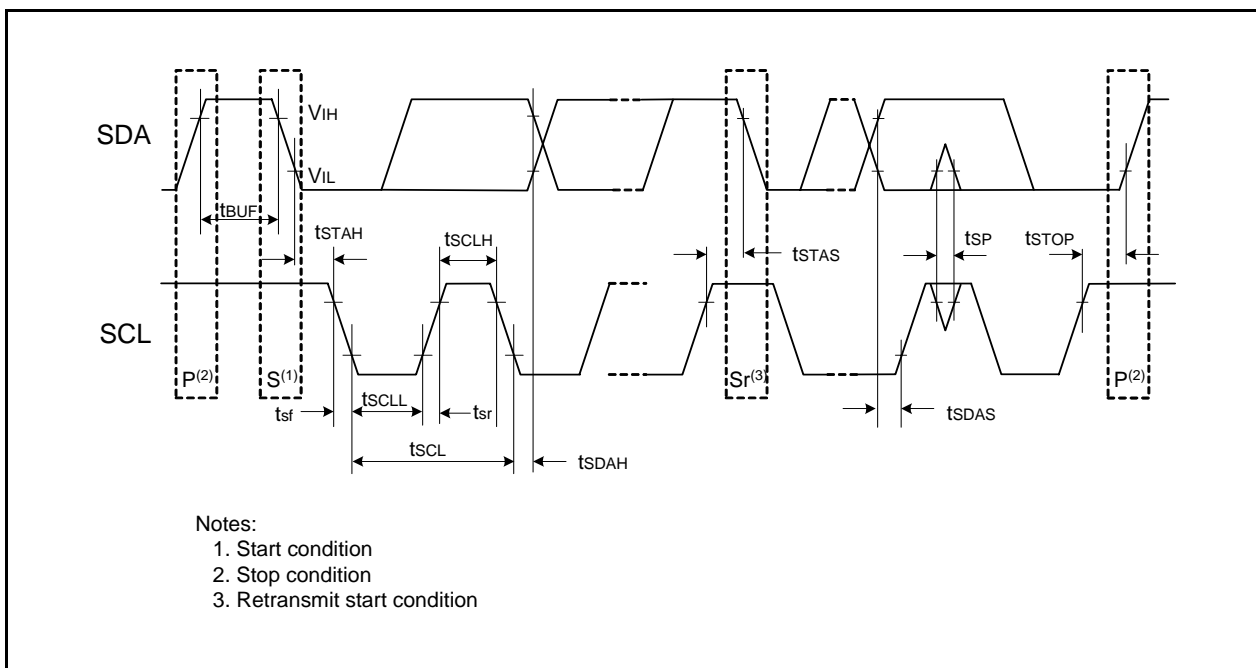 SDA
VIH
VIL
tBUF
tSTAH
tSCLH
tSTAS
tSP
tSTOP
SCL
P(2)
S(1)
Sr(3)
P(2)
tsf
tSCLL
tsr
tSCL
tSDAH
tSDAS
Notes:
1. Start condition
2. Stop condition
3. Retransmit start condition